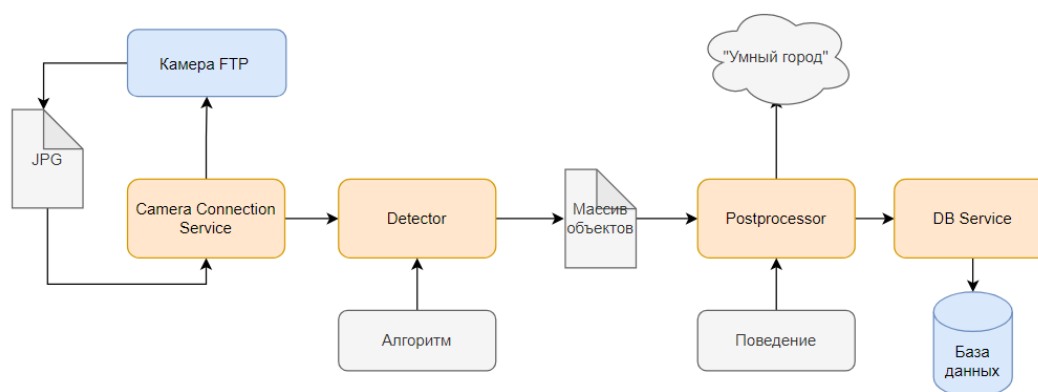 "Умный город"
Камера FTP
JPG
Camera Connection
Service
Detector
Массив
объектов
Postprocessor
DB Service
Алгоритм
Поведение
База
данных